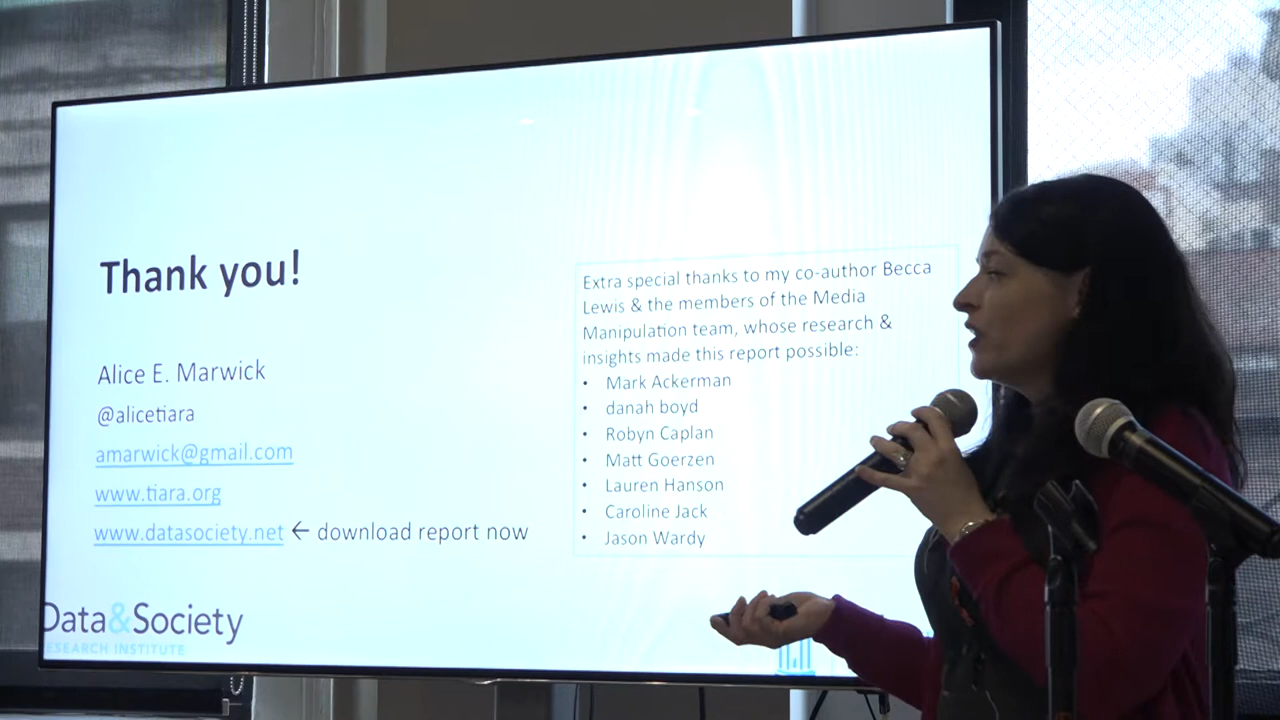 Thank you!
Alice E. Marwick
@alicetiara
amarwick@gmail.com
www.tiara.org
www.datasociety.net ← download report now
Data&Society
ESEARCH INSTITUTE
Extra special thanks to my co-author Becca
Lewis & the members of the Media
Manipulation team, whose research &
insights made this report possible:
• Mark Ackerman
• danah boyd
• Robyn Caplan
• Matt Goerzen
• Lauren Hanson
• Caroline Jack
• Jason Wardy